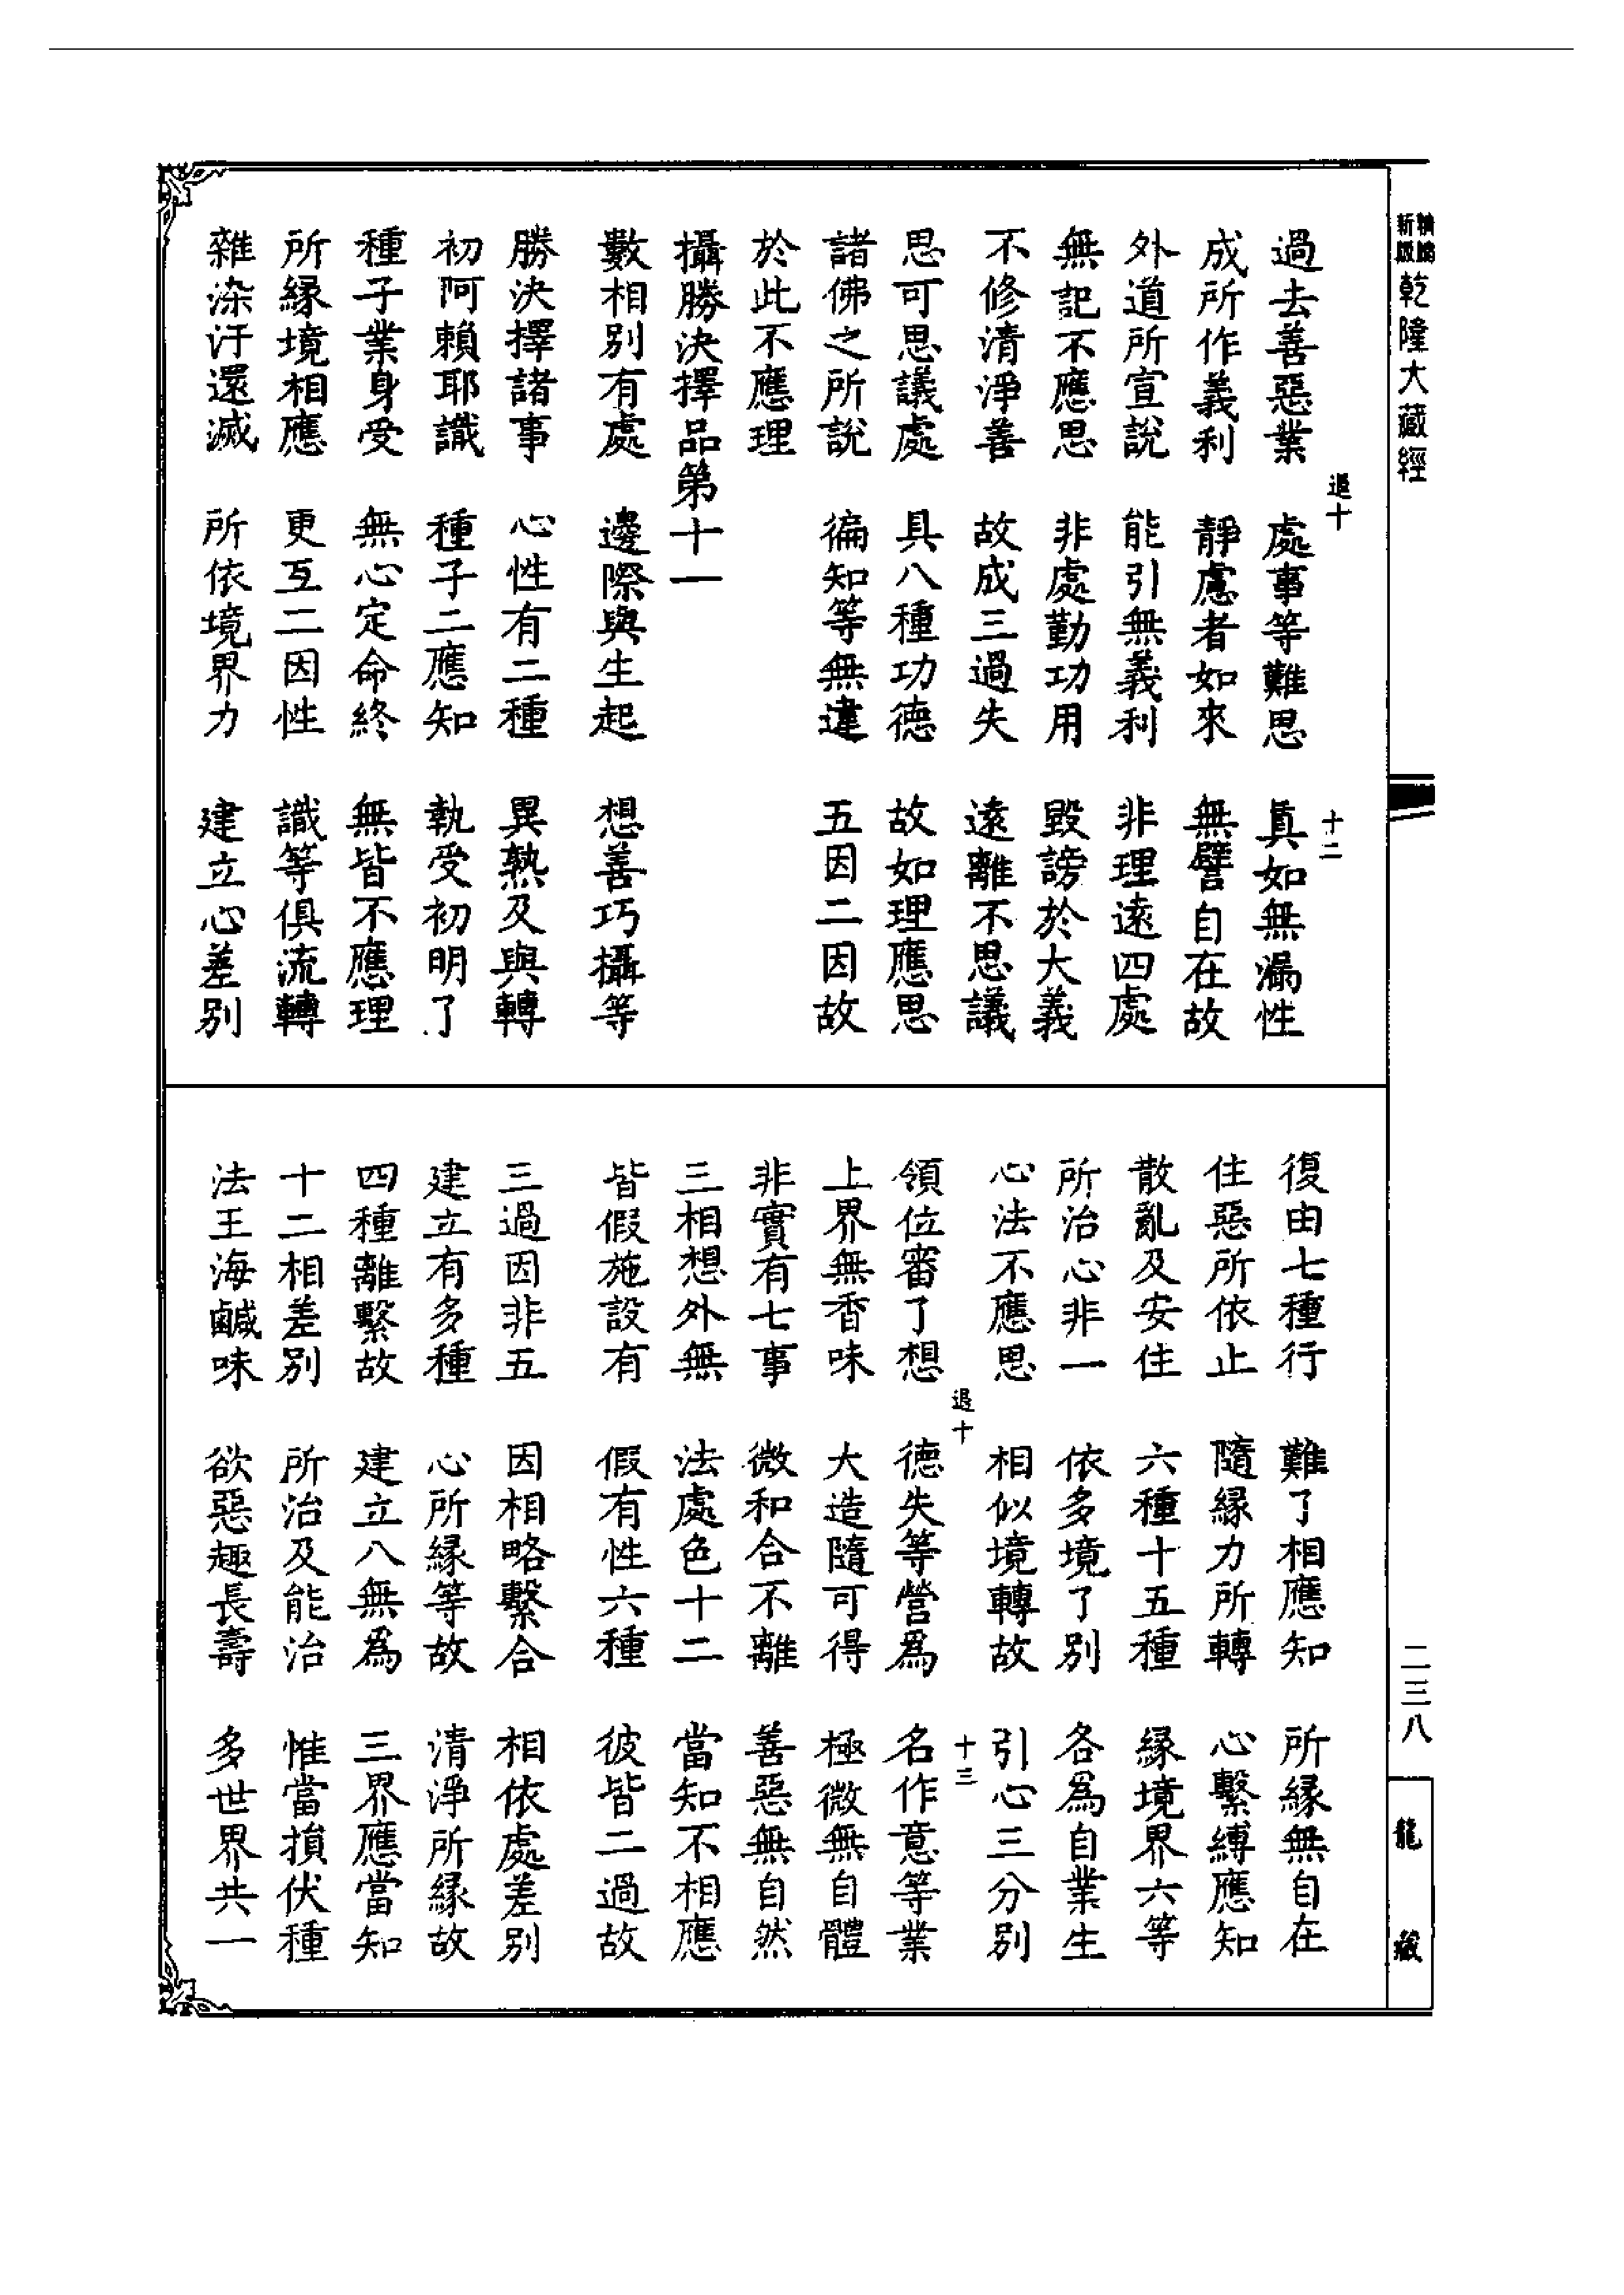 精縮新版乾隆大藏經
退十 十二
過去善惡業 處事等難思 真如無漏性
成所作義利 靜慮者如來 無譬自在故
外道所宣說 能引無義利 非理遠四處
無記不應思 非處勤功用 毀謗於大義
不修清淨善 故成三過失 遠離不思議
思可思議處 具八種功德 故如理應思
諸佛之所說 徧知等無違 五因二因故
於此不應理
攝勝決擇品第十一
數相別有處 邊際與生起 想善巧攝等
勝決擇諸事 心性有二種 異熟及與轉
初阿賴耶識 種子二應知 執受初明了
種子業身受 無心定命終 無皆不應理
所緣境相應 更互二因性 識等俱流轉
雜染汙還滅 所依境界力 建立心差別
復由七種行 難了相應知 所緣無自在
住惡所依止 隨緣力所轉 心繫縛應知
散亂及安住 六種十五種 緣境界六等
所治心非一 依多境了別 各為自業生
心法不應思 相似境轉故 引心三分別
退十 十三
領位審了想 德失等營為 名作意等業
上界無香味 大造隨可得 極微無自體
非實有七事 微和合不離 善惡無自然
三相想外無 法處色十二 當知不相應
皆假施設有 假有性六種 彼皆二過故
三過因非五 因相略繫合 相依處差別
建立有多種 心所緣等故 清淨所緣故
四種離繫故 建立八無為 三界應當知
十二相差別 所治及能治 惟當損伏種
法王海鹹味 欲惡趣長壽 多世界共一
二三八
龍藏